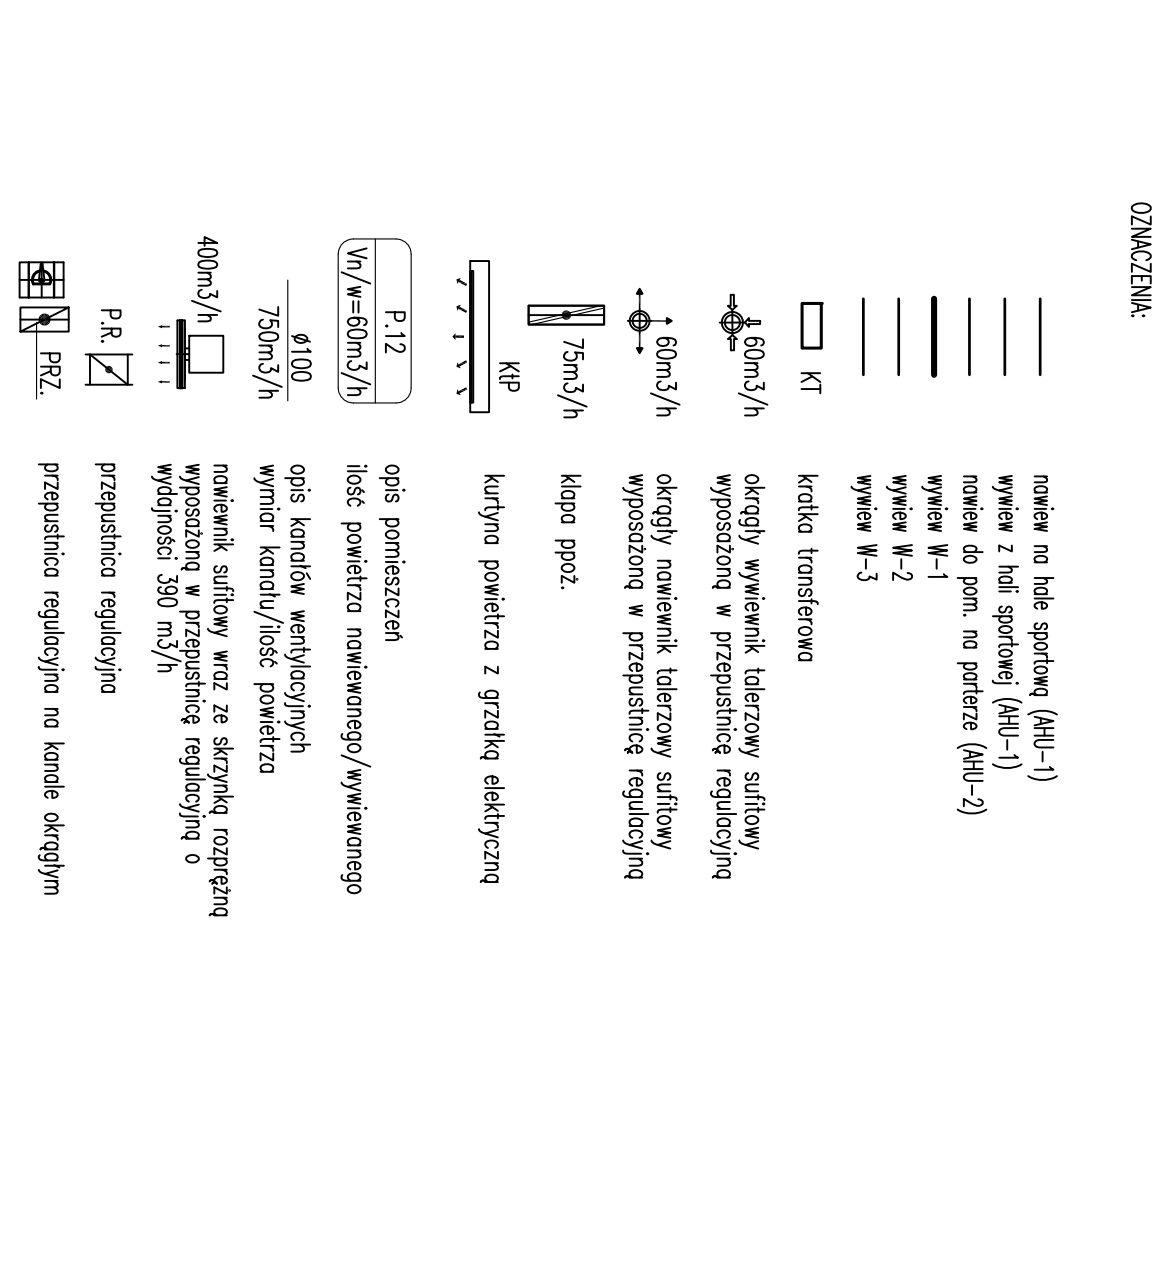 OZNACZENIA:
nawiew na hale sportową (AHU-1)
wywiew z hali sportowej (AHU-1)
nawiew do pom. na parterze (AHU-2)
wywiew W-1
wywiew W-2
wywiew W-3
KT
kratka transferowa
60m3/h
okrągły wywiewnik talerzowy sufitowy
wyposażoną w przepustnicę regulacyjną
60m3/h
okrągły nawiewnik talerzowy sufitowy
wyposażoną w przepustnicę regulacyjną
75m3/h
klapa ppoż.
KtP
kurtyna powietrza z grzałką elektryczną
P.12
opis pomieszczeń
Vn/w=60m3/h
ilość powietrza nawiewanego/wywiewanego
ø100
opis kanałów wentylacyjnych
750m3/h
wymiar kanału/ilość powietrza
400m3/h
nawiewnik sufitowy wraz ze skrzynką rozprężną
wyposażoną w przepustnicę regulacyjną o
wydajności 390 m3/h
P.R.
przepustnica regulacyjna
PRZ.
przepustnica regulacyjna na kanale okrągłym